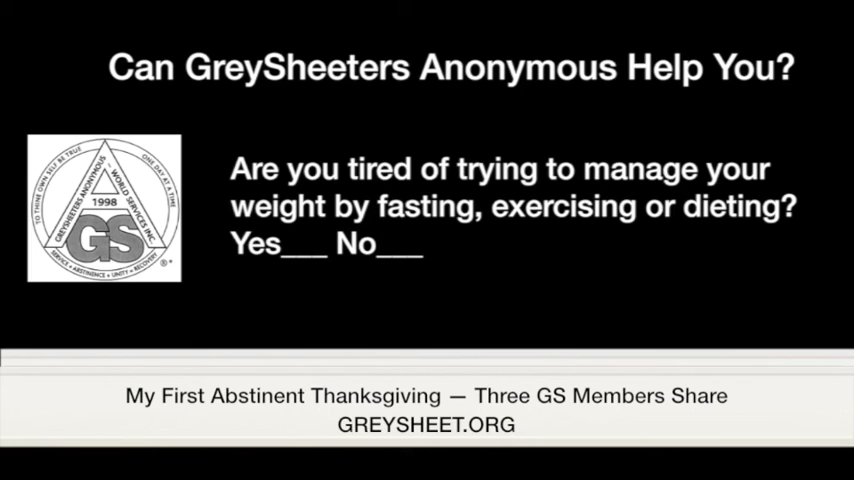 Can GreySheeters Anonymous Help You?
TO THINE OWN SELF BE TRUE
ONE DAY AT A TIME
GREYSHEETERS ANONYMOUS
WORLD SERVICES INC.
1998
GS
SERVICE • ABSTINENCE • UNITY = RECOVERY
®
Are you tired of trying to manage your
weight by fasting, exercising or dieting?
Yes___ No___
My First Abstinent Thanksgiving — Three GS Members Share
GREYSHEET.ORG